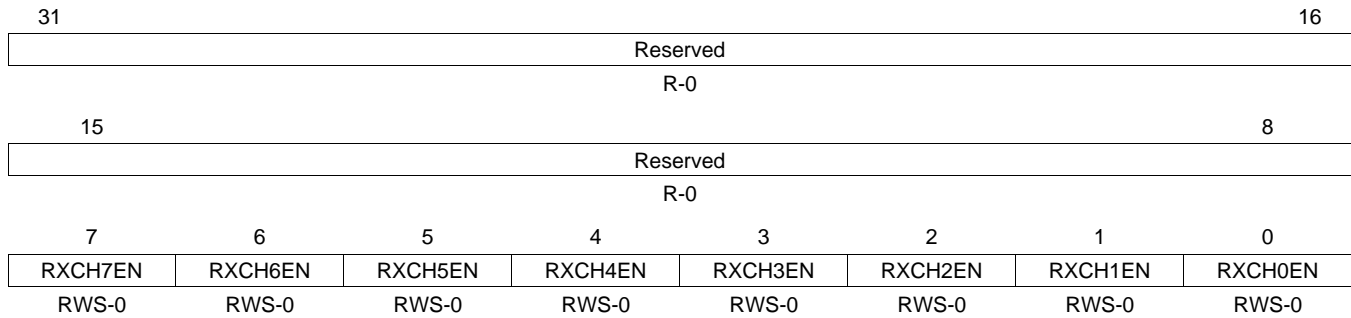 31 16
Reserved
R-0
15 8
Reserved
R-0
7 6 5 4 3 2 1 0
RXCH7EN RXCH6EN RXCH5EN RXCH4EN RXCH3EN RXCH2EN RXCH1EN RXCH0EN
RWS-0 RWS-0 RWS-0 RWS-0 RWS-0 RWS-0 RWS-0 RWS-0